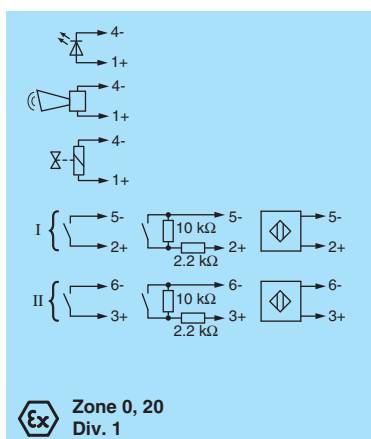 4-
1+
4-
1+
4-
1+
I 5- 10 kΩ 5- 5-
2+ 2+ 2+
2.2 kΩ
II 6- 10 kΩ 6- 6-
3+ 3+ 3+
2.2 kΩ
Ex Zone 0, 20
Div. 1